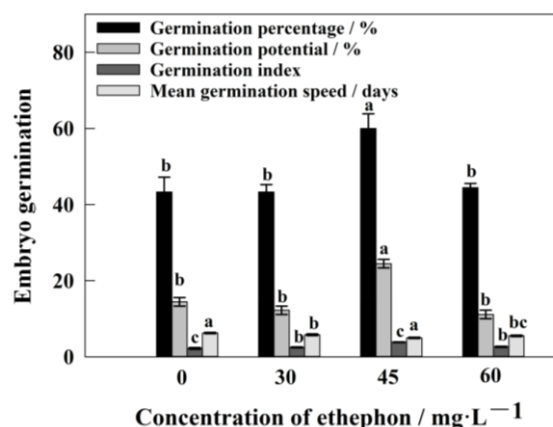 Germination percentage / %
Germination potential / %
Germination index
Mean germination speed / days
Embryo germination
80
60
40
20
0
b
b
c
a
b
b
b
b
a
a
c
a
b
b
b
bc
0
30
45
60
Concentration of ethephon / mg·L—1